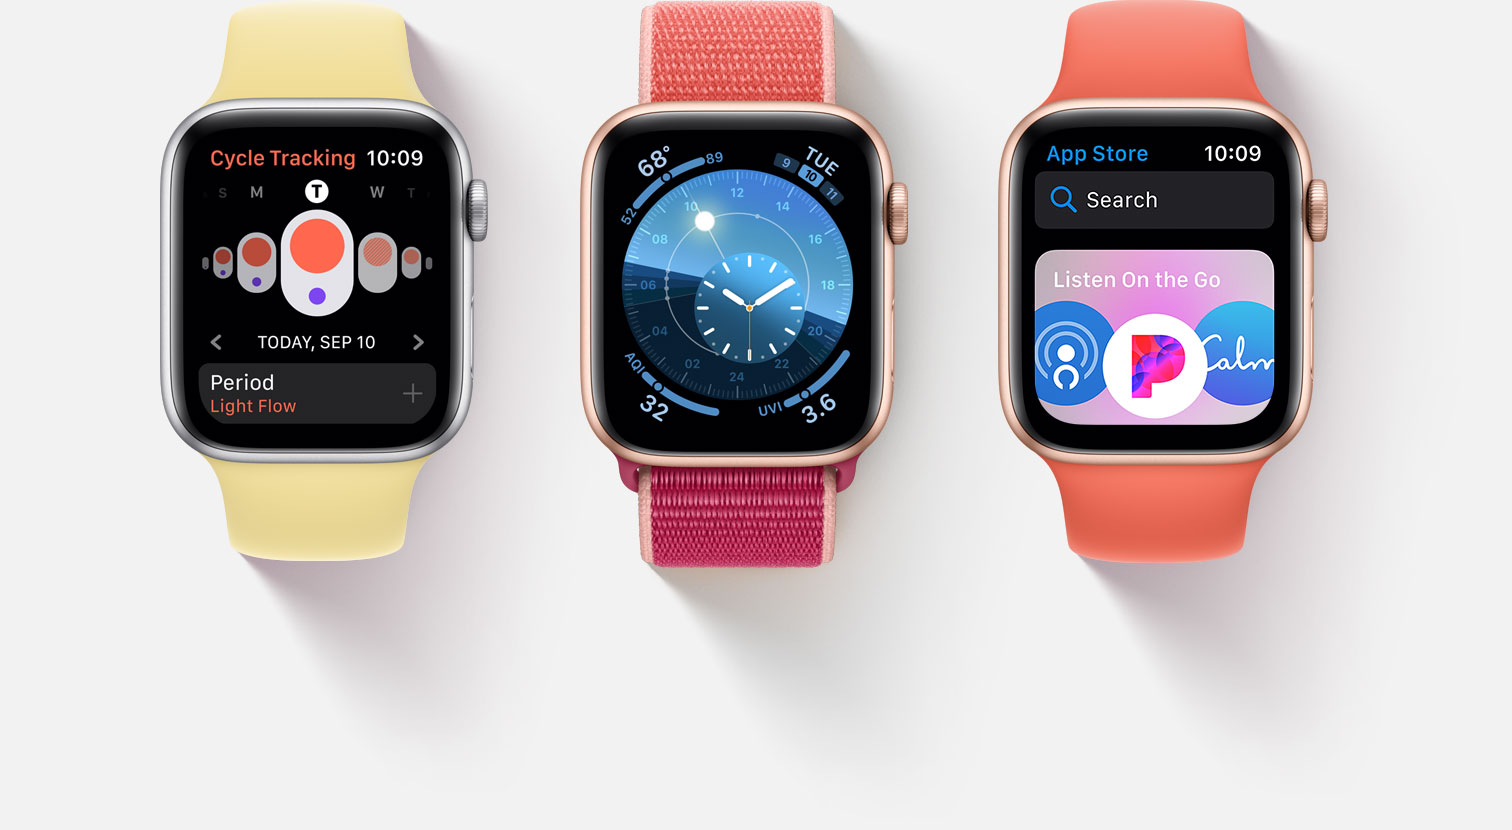 Cycle Tracking 10:09
S M T W T
TODAY, SEP 10
Period
Light Flow
68°
52
89
TUE
9 10 11
12
14
16
18
20
22
24
02
04
06
08
10
AQI
32
UVI
3.6
App Store 10:09
Search
Listen On the Go
Calm